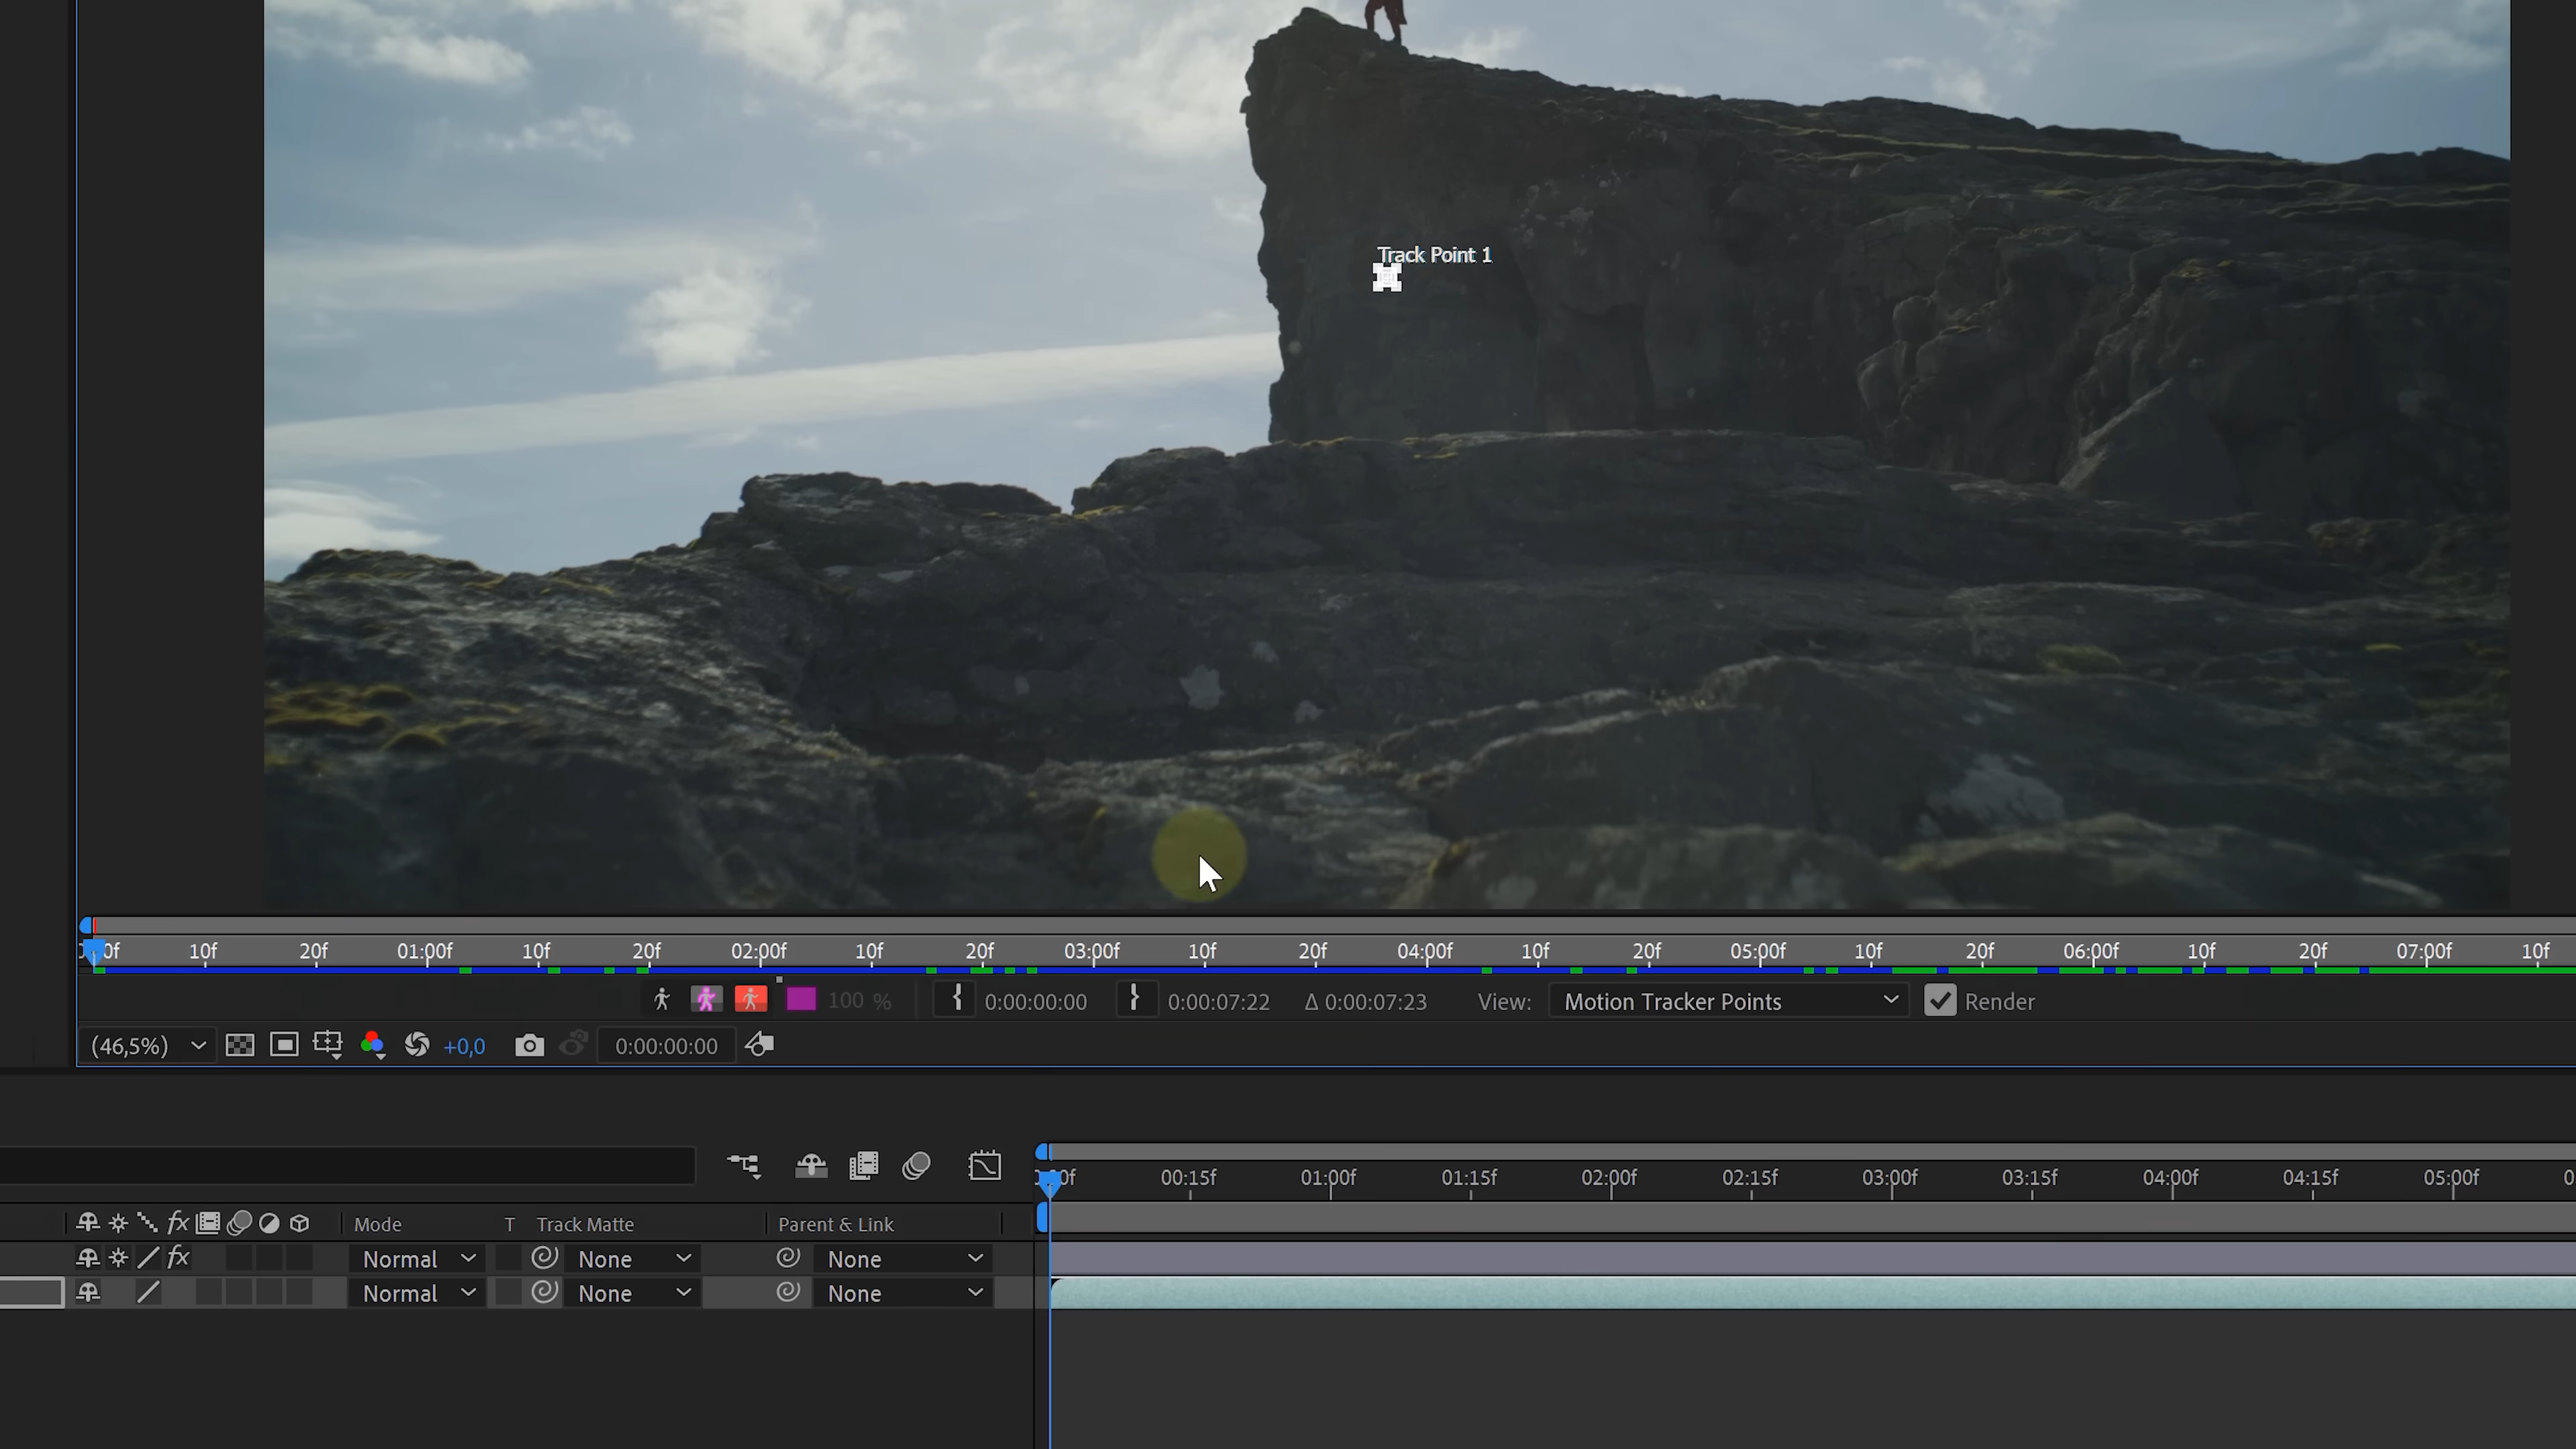 Track Point 1
10f 20f 01:00f 10f 20f 02:00f 10f 20f 03:00f 10f 20f 04:00f 10f 20f 05:00f 10f 20f 06:00f 10f 20f 07:00f 10f
100 % 0:00:00:00 0:00:07:22 Δ 0:00:07:23 View: Motion Tracker Points Render
(46,5%) +0,0 0:00:00:00
00:15f 01:00f 01:15f 02:00f 02:15f 03:00f 03:15f 04:00f 04:15f 05:00f
fx Mode T Track Matte Parent & Link
fx Normal None None
Normal None None